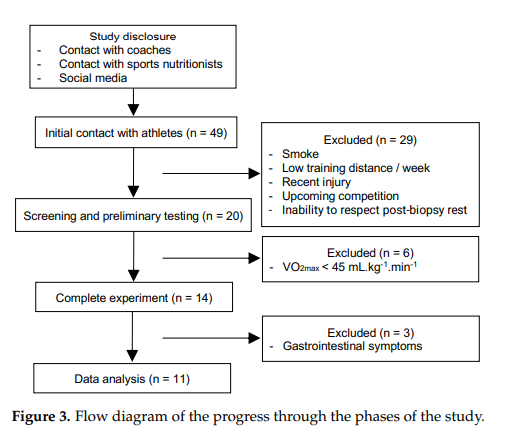 Study disclosure
- Contact with coaches
- Contact with sports nutritionists
- Social media
Initial contact with athletes (n = 49)
Excluded (n = 29)
- Smoke
- Low training distance / week
- Recent injury
- Upcoming competition
- Inability to respect post-biopsy rest
Screening and preliminary testing (n = 20)
Excluded (n = 6)
- VO2max < 45 mL.kg-1.min-1
Complete experiment (n = 14)
Excluded (n = 3)
- Gastrointestinal symptoms
Data analysis (n = 11)
Figure 3. Flow diagram of the progress through the phases of the study.